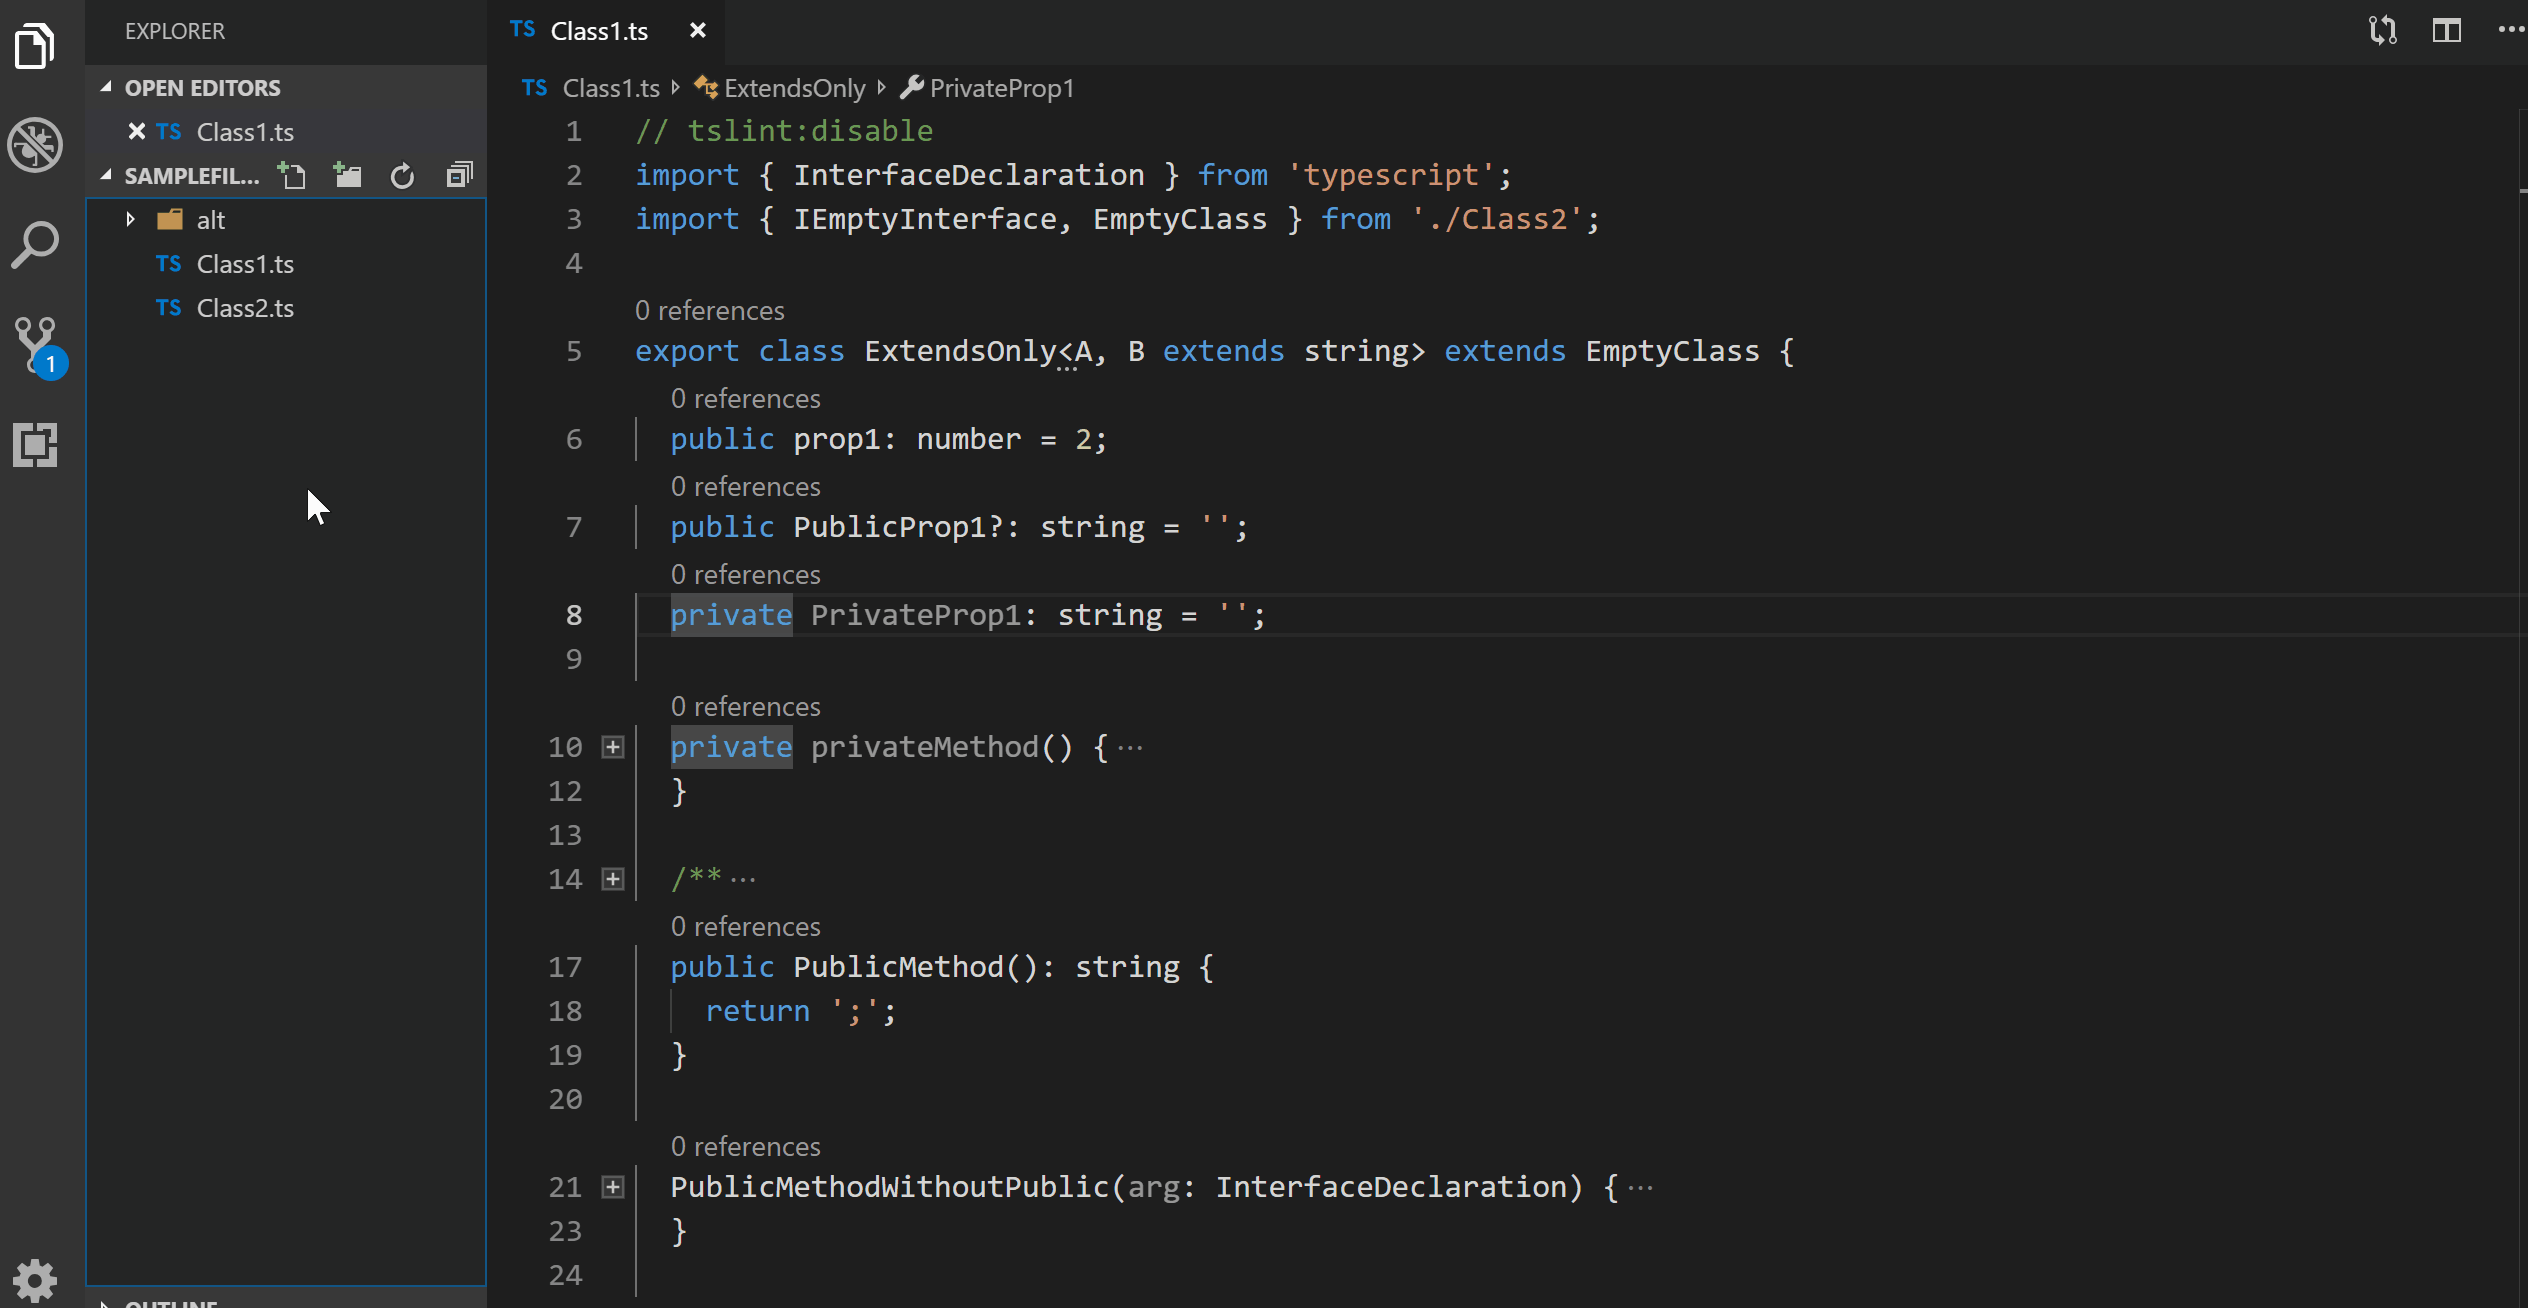 EXPLORER
OPEN EDITORS
TS Class1.ts
SAMPLEFIL...
alt
TS Class1.ts
TS Class2.ts
1
TS Class1.ts
TS Class1.ts ExtendsOnly PrivateProp1
1 // tslint:disable
2 import { InterfaceDeclaration } from 'typescript';
3 import { IEmptyInterface, EmptyClass } from './Class2';
4
0 references
5 export class ExtendsOnly<A, B extends string> extends EmptyClass {
0 references
6 public prop1: number = 2;
0 references
7 public PublicProp1?: string = '';
0 references
8 private PrivateProp1: string = '';
9
0 references
10 private privateMethod() {...
12 }
13
14 /**...
0 references
17 public PublicMethod(): string {
18 return ';';
19 }
20
0 references
21 PublicMethodWithoutPublic(arg: InterfaceDeclaration) {...
23 }
24
OUTLINE